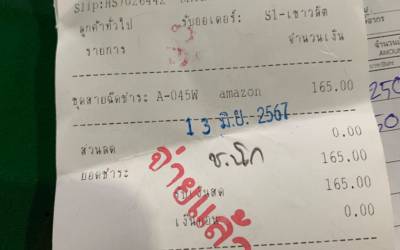 Slip:HS7026442
ลูกค้าทั่วไป รับออเดอร์: S1-เชาวลิต
รายการ จำนวนเงิน
ชุดสายฉีดชำระ A-045W amazon 165.00
13 มิ.ย. 2567
ส่วนลด 0.00
ยอดชำระ 165.00
165.00
0.00
จ่ายแล้ว
AMOUNT
250